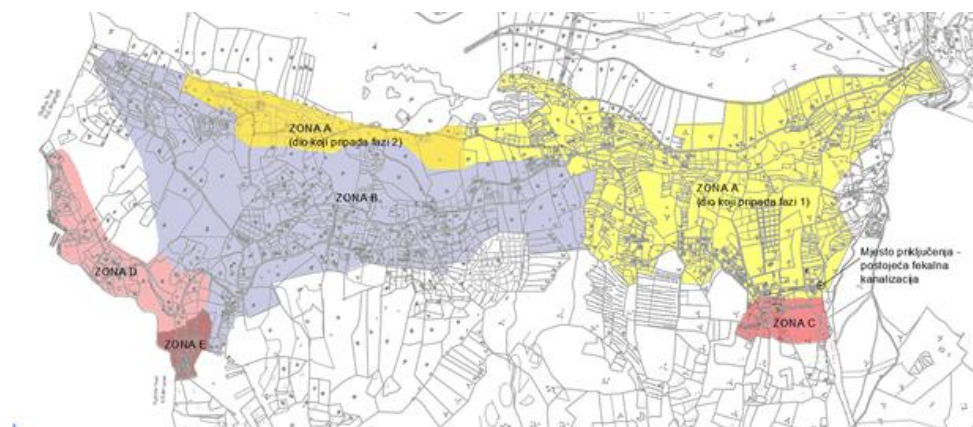 ZONA A
(dio koji pripada fazi 2)
ZONA B
ZONA A
(dio koji pripada fazi 1)
Mjesto priključenja -
postojeća fekalna
kanalizacija
ZONA D
ZONA C
ZONA E